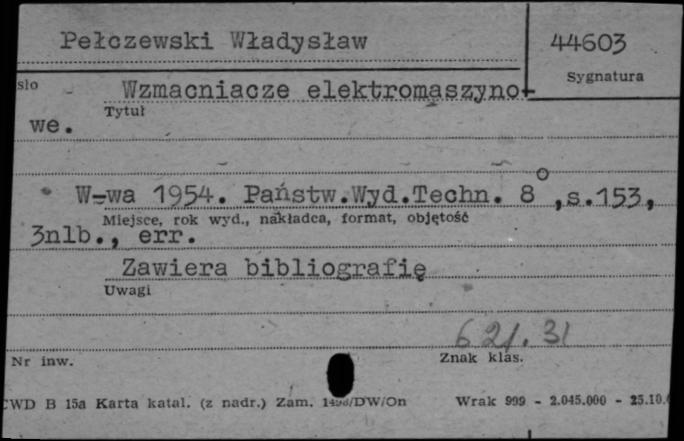 Pełczewski Władysław
44603
Sygnatura
sło
Wzmacniacze elektromaszyno-
Tytuł
we.
W-wa 1954. Państw.Wyd.Techn. 8°,s.153,
Miejsce, rok wyd., nakładca, format, objętość
3nlb., err.
Zawiera bibliografię
Uwagi
621.31
Nr inw.
Znak klas.
CWD B 15a Karta katal. (z nadr.) Zam. /DW/On Wrak 999 - 2.045.000 - 25.10.